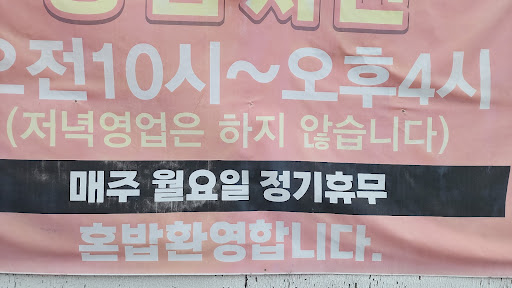 오전10시~오후4시
(저녁영업은 하지 않습니다)
매주 월요일 정기휴무
혼밥환영합니다.